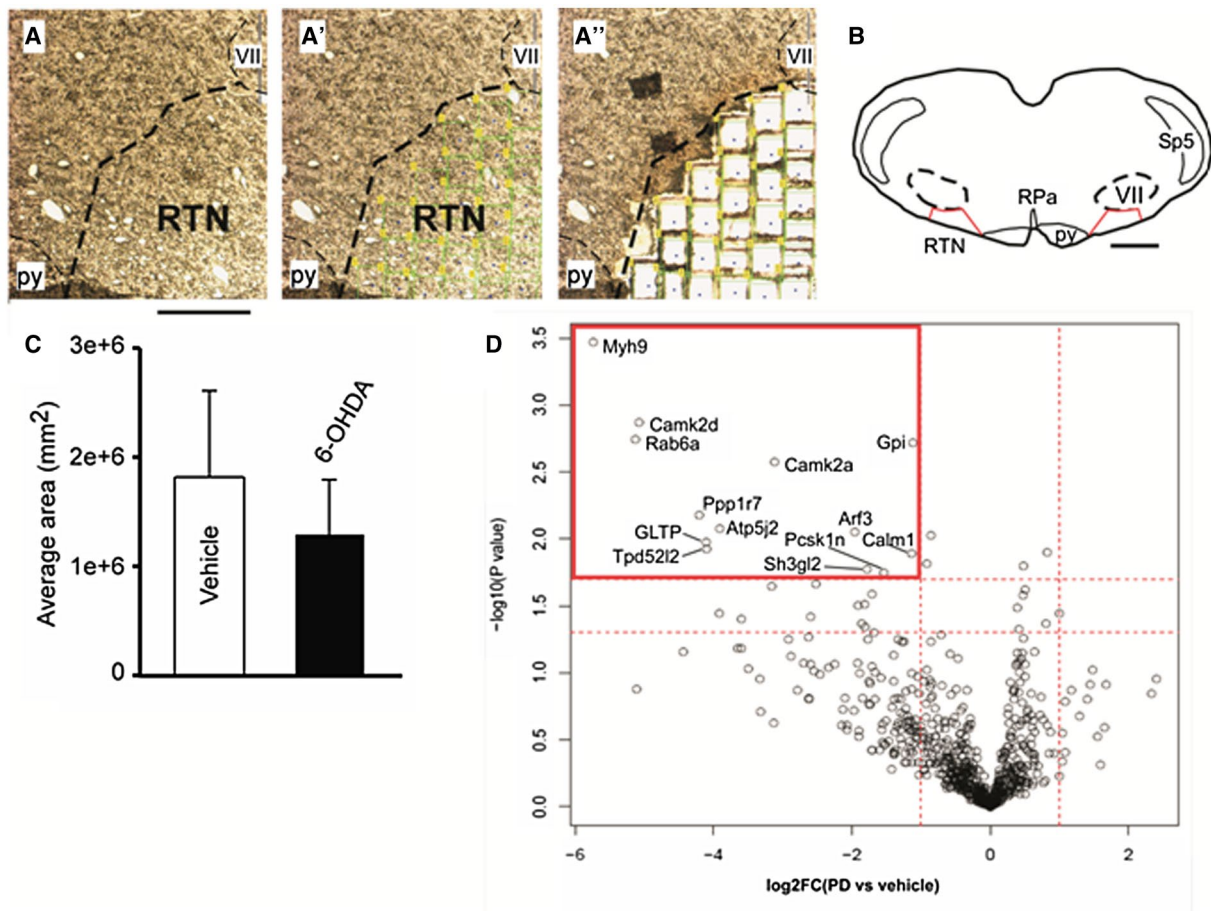 A
VII
RTN
py
A’
VII
RTN
py
A’’
VII
py
B
Sp5
VII
RPa
py
RTN
C
3e+6
2e+6
1e+6
0
Average area (mm2)
Vehicle
6-OHDA
D
3.5
3.0
2.5
2.0
1.5
1.0
0.5
0.0
−log10(P value)
Myh9
Camk2d
Rab6a
Gpi
Camk2a
Ppp1r7
Atp5j2
Arf3
GLTP
Pcsk1n
Calm1
Tpd52l2
Sh3gl2
−6
−4
−2
0
2
log2FC(PD vs vehicle)